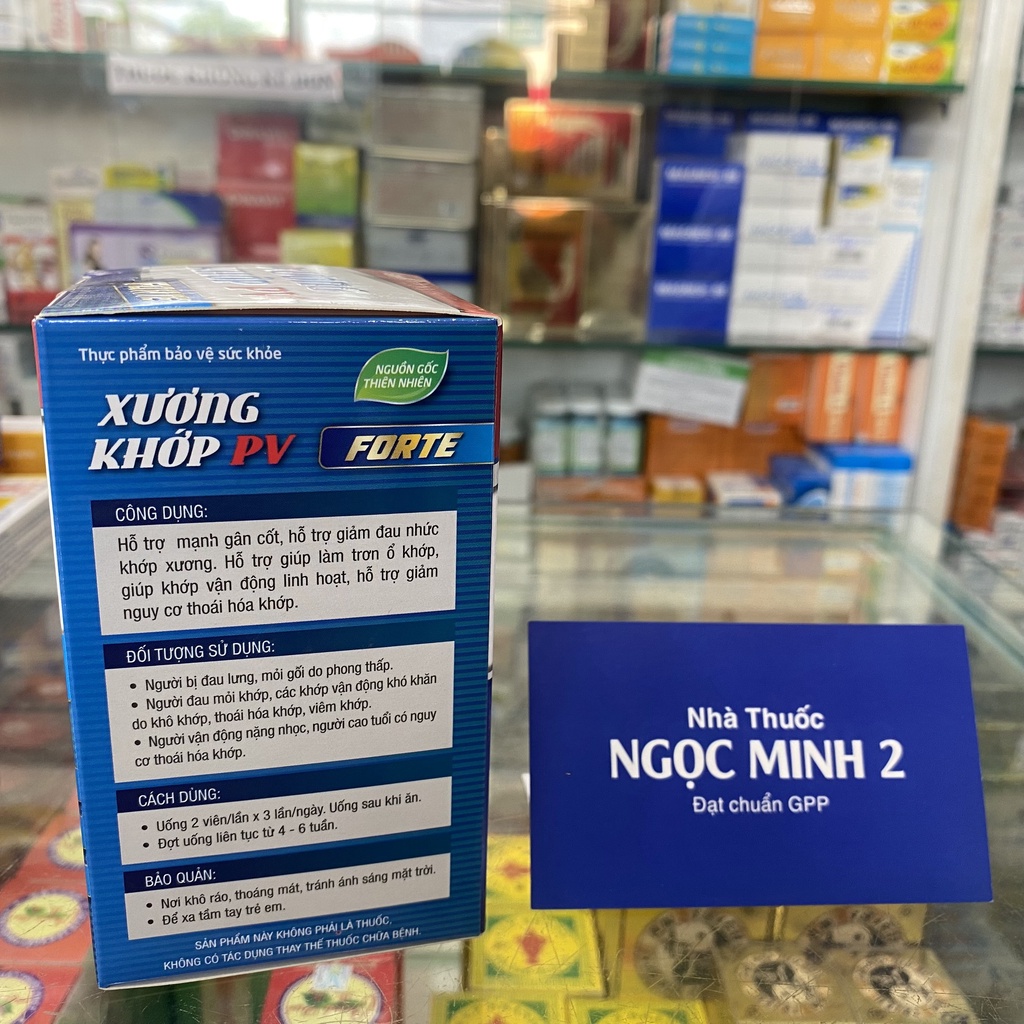 THUỐC KHÔNG KÊ ĐƠN
Thực phẩm bảo vệ sức khỏe
NGUỒN GỐC
THIÊN NHIÊN
XƯƠNG
KHỚP PV FORTE
CÔNG DỤNG:
Hỗ trợ mạnh gân cốt, hỗ trợ giảm đau nhức
khớp xương. Hỗ trợ giúp làm trơn ổ khớp,
giúp khớp vận động linh hoạt, hỗ trợ giảm
nguy cơ thoái hóa khớp.
ĐỐI TƯỢNG SỬ DỤNG:
• Người bị đau lưng, mỏi gối do phong thấp.
• Người đau mỏi khớp, các khớp vận động khó khăn
do khô khớp, thoái hóa khớp, viêm khớp.
• Người vận động nặng nhọc, người cao tuổi có nguy
cơ thoái hóa khớp.
CÁCH DÙNG:
• Uống 2 viên/lần x 3 lần/ngày. Uống sau khi ăn.
• Đợt uống liên tục từ 4 - 6 tuần.
BẢO QUẢN:
• Nơi khô ráo, thoáng mát, tránh ánh sáng mặt trời.
• Để xa tầm tay trẻ em.
SẢN PHẨM NÀY KHÔNG PHẢI LÀ THUỐC,
KHÔNG CÓ TÁC DỤNG THAY THẾ THUỐC CHỮA BỆNH.
Nhà Thuốc
NGỌC MINH 2
Đạt chuẩn GPP